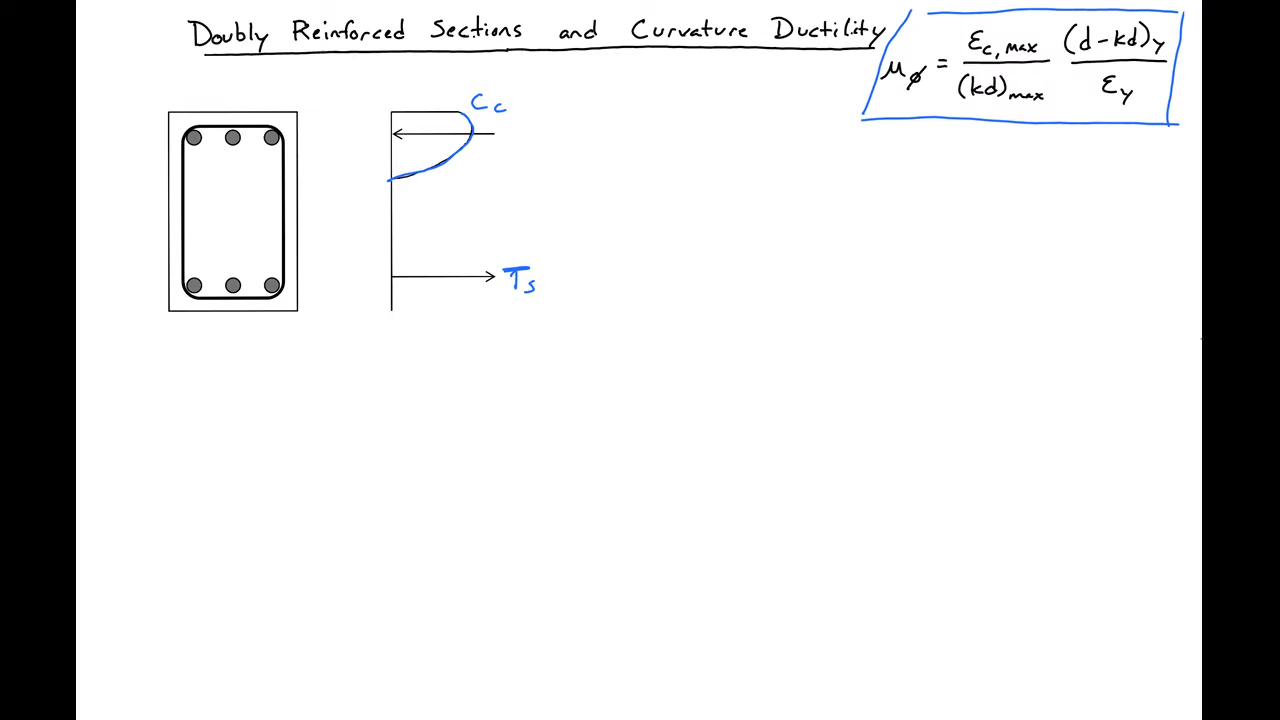 Doubly Reinforced Sections and Curvature Ductility
μϕ = εc,max / (kd)max (d-kd)y / εy
Cc
Ts